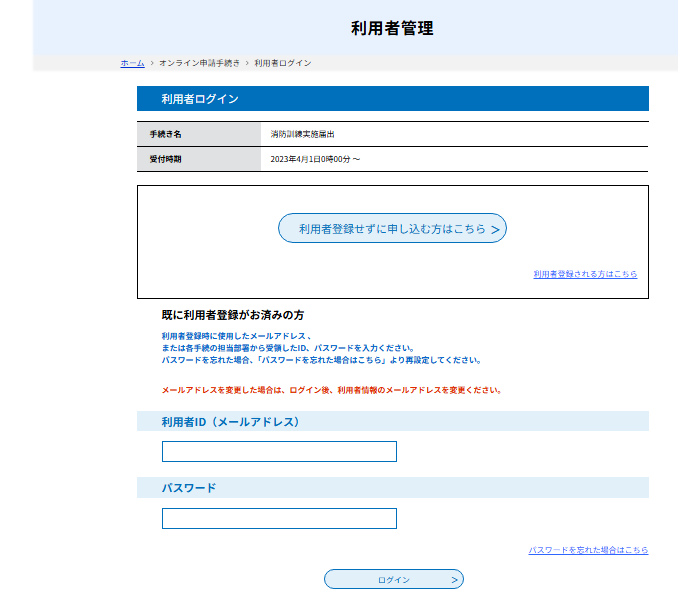 利用者管理
ホーム › オンライン申請手続き › 利用者ログイン
利用者ログイン
手続き名 消防訓練実施届出
受付時期 2023年4月1日0時00分 ～
利用者登録せずに申し込む方はこちら >
利用者登録される方はこちら
既に利用者登録がお済みの方
利用者登録時に使用したメールアドレス 、
または各手続の担当部署から受領したID、パスワードを入力ください。
パスワードを忘れた場合、「パスワードを忘れた場合はこちら」より再設定してください。
メールアドレスを変更した場合は、ログイン後、利用者情報のメールアドレスを変更ください。
利用者ID（メールアドレス）
パスワード
パスワードを忘れた場合はこちら
ログイン >